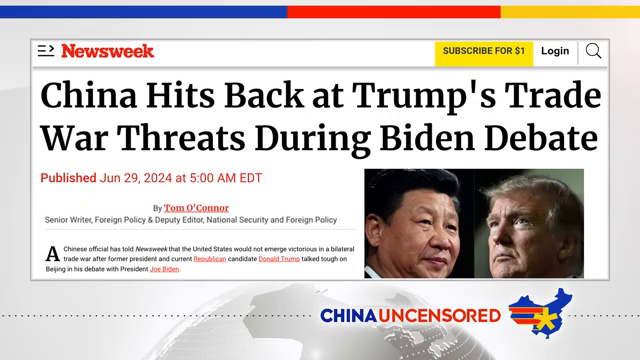 Newsweek
SUBSCRIBE FOR $1
Login
China Hits Back at Trump's Trade
War Threats During Biden Debate
Published Jun 29, 2024 at 5:00 AM EDT
By Tom O'Connor
Senior Writer, Foreign Policy & Deputy Editor, National Security and Foreign Policy
A Chinese official has told Newsweek that the United States would not emerge victorious in a bilateral
trade war after former president and current Republican candidate Donald Trump talked tough on
Beijing in his debate with President Joe Biden.
CHINAUNCENSORED